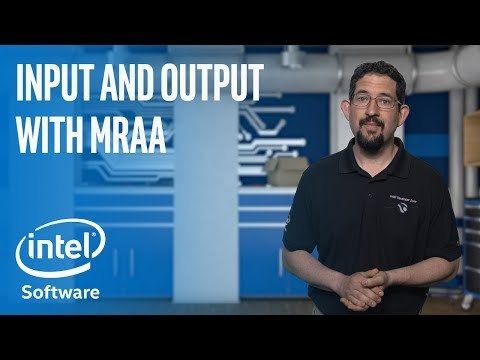 INPUT AND OUTPUT
WITH MRAA
intel
Software